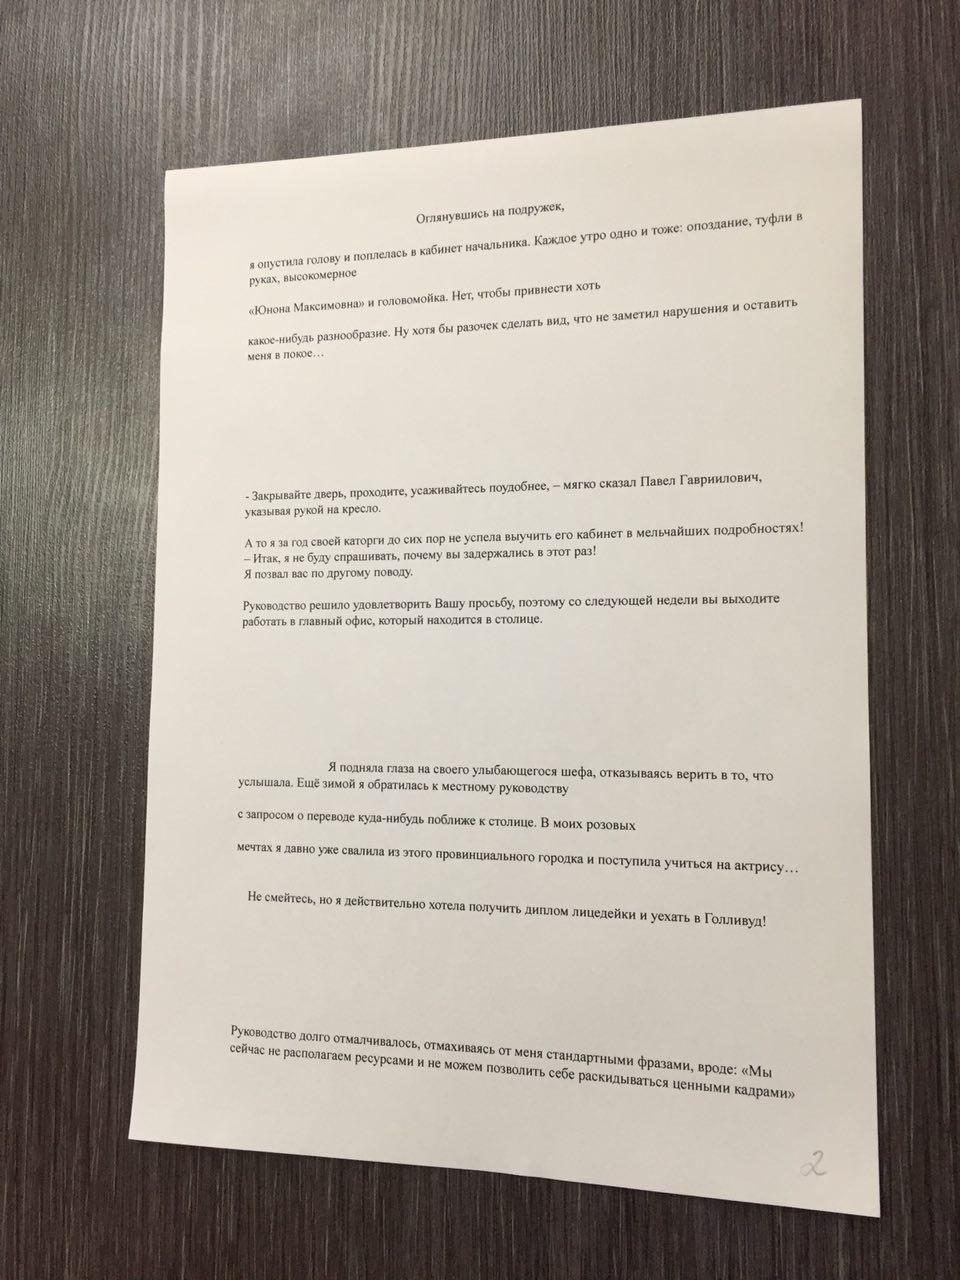 Оглянувшись на подружек,
я опустила голову и поплелась в кабинет начальника. Каждое утро одно и тоже: опоздание, туфли в
руках, высокомерное
«Юнона Максимовна» и головомойка. Нет, чтобы привнести хоть
какое-нибудь разнообразие. Ну хотя бы разочек сделать вид, что не заметил нарушения и оставить
меня в покое…
- Закрывайте дверь, проходите, усаживайтесь поудобнее, – мягко сказал Павел Гавриилович,
указывая рукой на кресло.
А то я за год своей каторги до сих пор не успела выучить его кабинет в мельчайших подробностях!
– Итак, я не буду спрашивать, почему вы задержались в этот раз!
Я позвал вас по другому поводу.
Руководство решило удовлетворить Вашу просьбу, поэтому со следующей недели вы выходите
работать в главный офис, который находится в столице.
Я подняла глаза на своего улыбающегося шефа, отказываясь верить в то, что
услышала. Ещё зимой я обратилась к местному руководству
с запросом о переводе куда-нибудь поближе к столице. В моих розовых
мечтах я давно уже свалила из этого провинциального городка и поступила учиться на актрису…
Не смейтесь, но я действительно хотела получить диплом лицедейки и уехать в Голливуд!
Руководство долго отмалчивалось, отмахиваясь от меня стандартными фразами, вроде: «Мы
сейчас не располагаем ресурсами и не можем позволить себе раскидываться ценными кадрами»
2